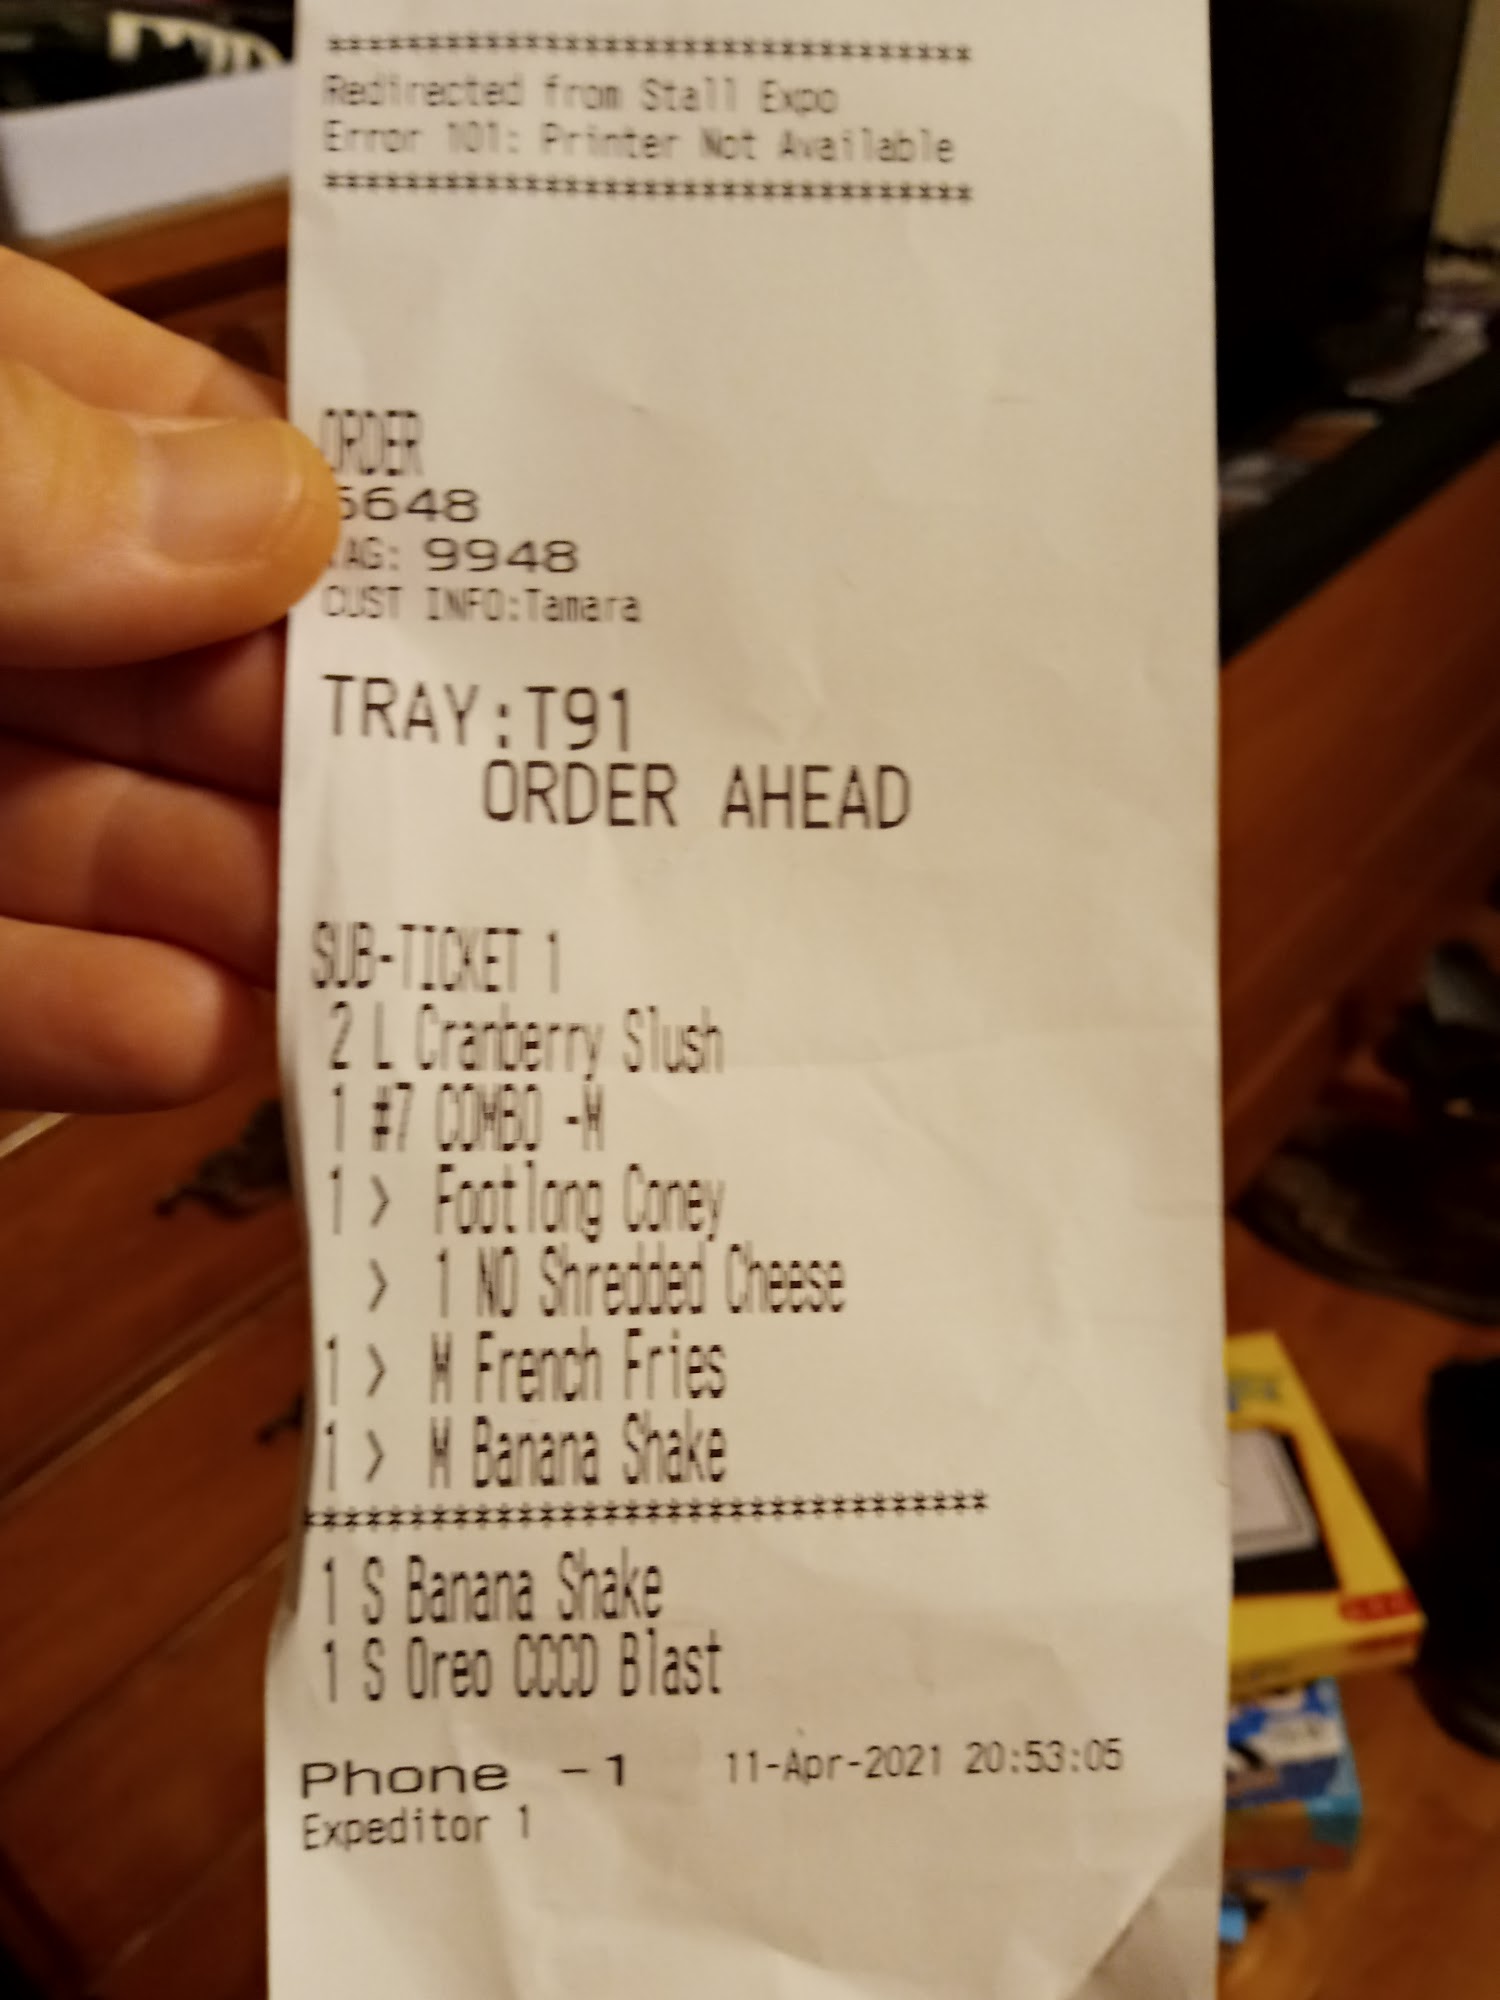 *********************************
Redirected from Stall Expo
Error 101: Printer Not Available
*********************************
ORDER
5648
AG: 9948
CUST INFO:Tamara
TRAY:T91
ORDER AHEAD
SUB-TICKET 1
2 L Cranberry Slush
1 #7 COMBO -M
1 > Footlong Coney
> 1 NO Shredded Cheese
1 > M French Fries
1 > M Banana Shake
*********************************
1 S Banana Shake
1 S Oreo CCCD Blast
Phone -1 11-Apr-2021 20:53:05
Expeditor 1